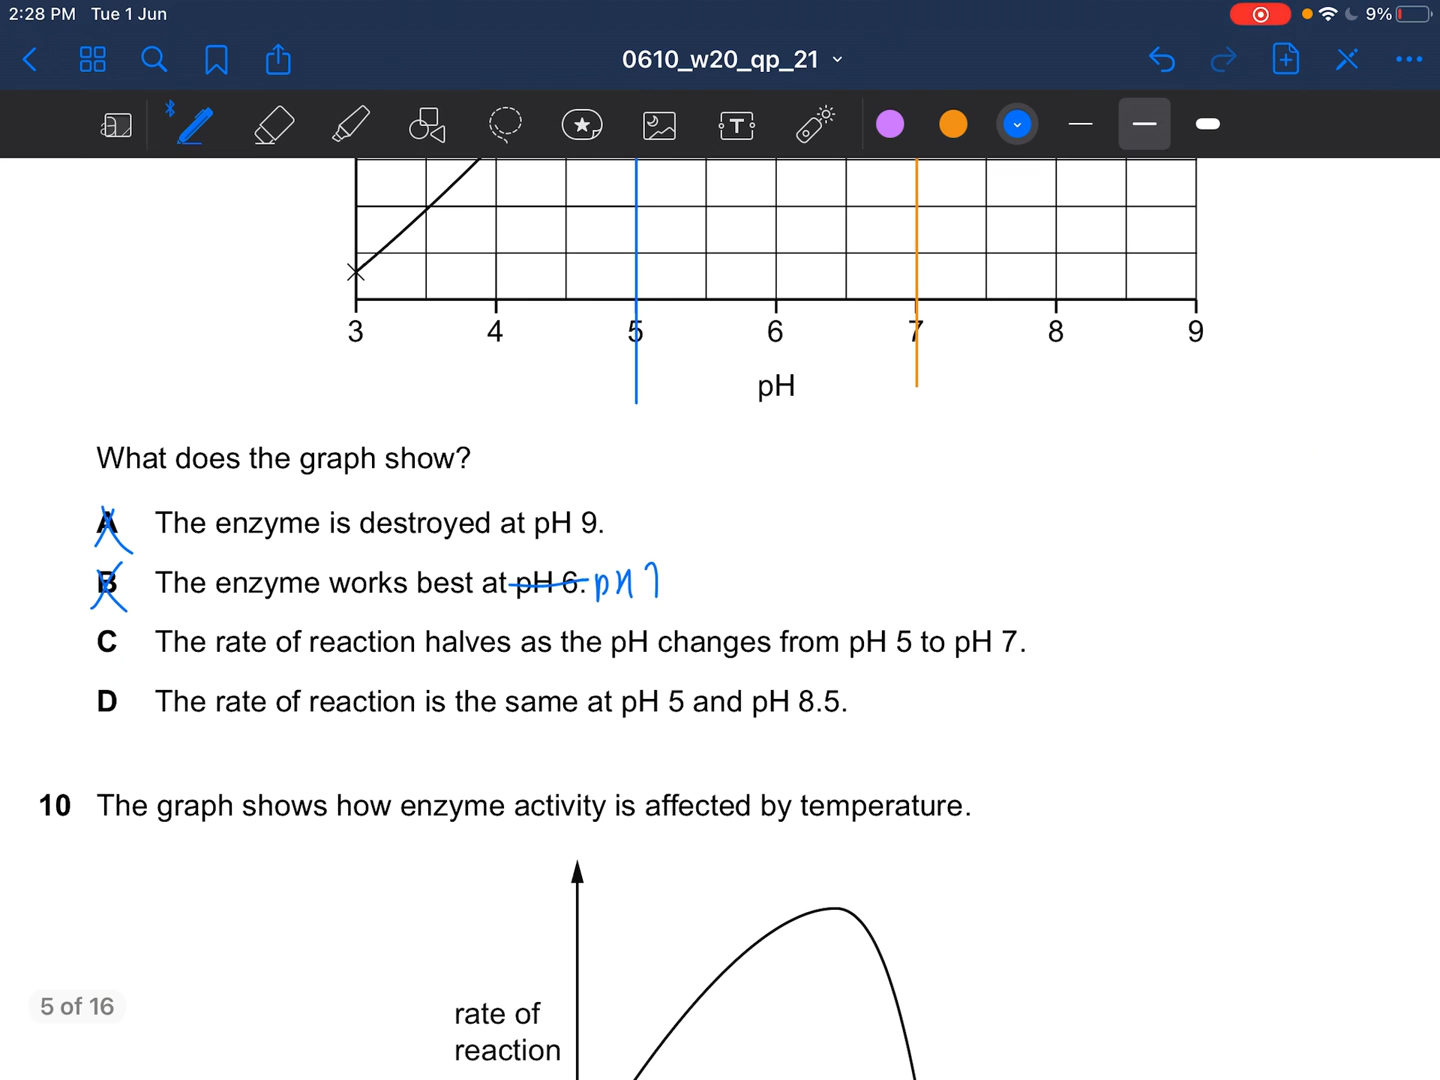 2:28 PM Tue 1 Jun
9%
0610_w20_qp_21
T
3 4 5 6 7 8 9
pH
What does the graph show?
A The enzyme is destroyed at pH 9.
B The enzyme works best at pH 6. pH 7
C The rate of reaction halves as the pH changes from pH 5 to pH 7.
D The rate of reaction is the same at pH 5 and pH 8.5.
10 The graph shows how enzyme activity is affected by temperature.
rate of
reaction
5 of 16